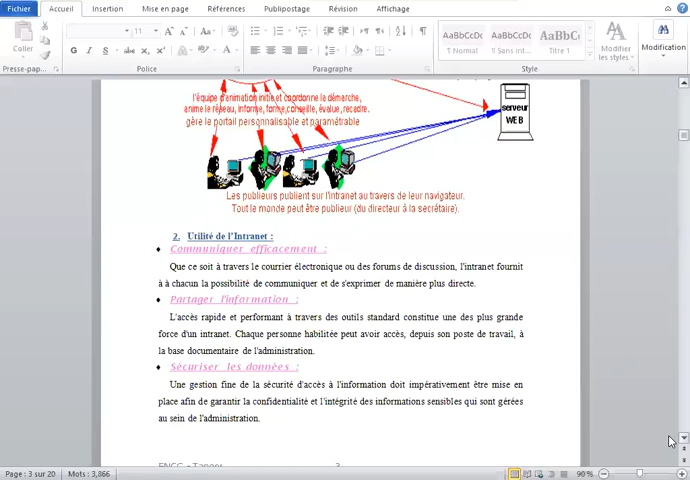 Fichier Accueil Insertion Mise en page Références Publipostage Révision Affichage
Coller
11
G I S abc X₂ X²
AaBbCcDc AaBbCcDc AaBbC
¶ Normal ¶ Sans int... Titre 1
Modifier les styles
Modification
Presse-pa... Police Paragraphe Style
l'équipe d'animation initie et coordonne la démarche,
anime le réseau, informe, forme,conseille, évalue, recadre.
gère le portail personnalisable et paramétrable
serveur
WEB
Les publieurs publient sur l'intranet au travers de leur navigateur.
Tout le monde peut être publieur (du directeur à la secrétaire).
2. Utilité de l'Intranet :
♦ Communiquer efficacement :
Que ce soit à travers le courrier électronique ou des forums de discussion, l'intranet fournit
à à chacun la possibilité de communiquer et de s'exprimer de manière plus directe.
♦ Partager l'information :
L'accès rapide et performant à travers des outils standard constitue une des plus grande
force d'un intranet. Chaque personne habilitée peut avoir accès, depuis son poste de travail, à
la base documentaire de l'administration.
♦ Sécuriser les données :
Une gestion fine de la sécurité d'accès à l'information doit impérativement être mise en
place afin de garantir la confidentialité et l'intégrité des informations sensibles qui sont gérées
au sein de l'administration.
ENCG - Tanger 3
Page : 3 sur 20 Mots : 3,866 90 %